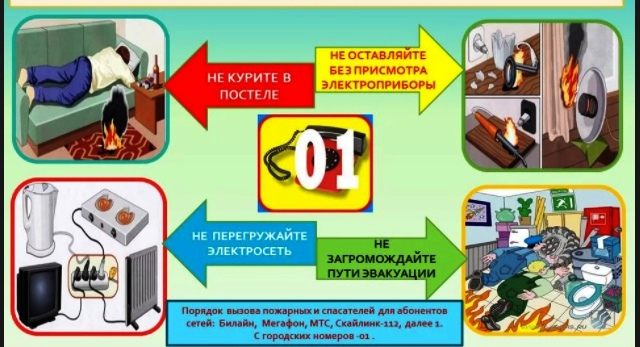 НЕ КУРИТЕ В
ПОСТЕЛЕ
НЕ ОСТАВЛЯЙТЕ
БЕЗ ПРИСМОТРА
ЭЛЕКТРОПРИБОРЫ
01
НЕ ПЕРЕГРУЖАЙТЕ
ЭЛЕКТРОСЕТЬ
НЕ
ЗАГРОМОЖДАЙТЕ
ПУТИ ЭВАКУАЦИИ
Порядок вызова пожарных и спасателей для абонентов
сетей: Билайн, Мегафон, МТС, Скайлинк-112, далее 1.
С городских номеров -01 .